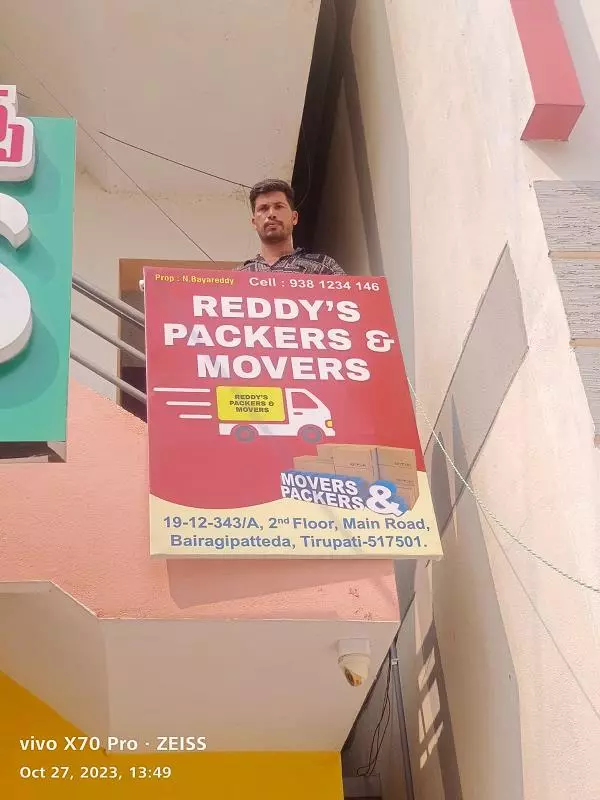 Prop : N.Bayareddy
Cell : 938 1234 146
REDDY'S
PACKERS &
MOVERS
REDDY'S
PACKERS &
MOVERS
MOVERS
PACKERS &
19-12-343/A, 2nd Floor, Main Road,
Bairagipatteda, Tirupati-517501.
vivo X70 Pro · ZEISS
Oct 27, 2023, 13:49